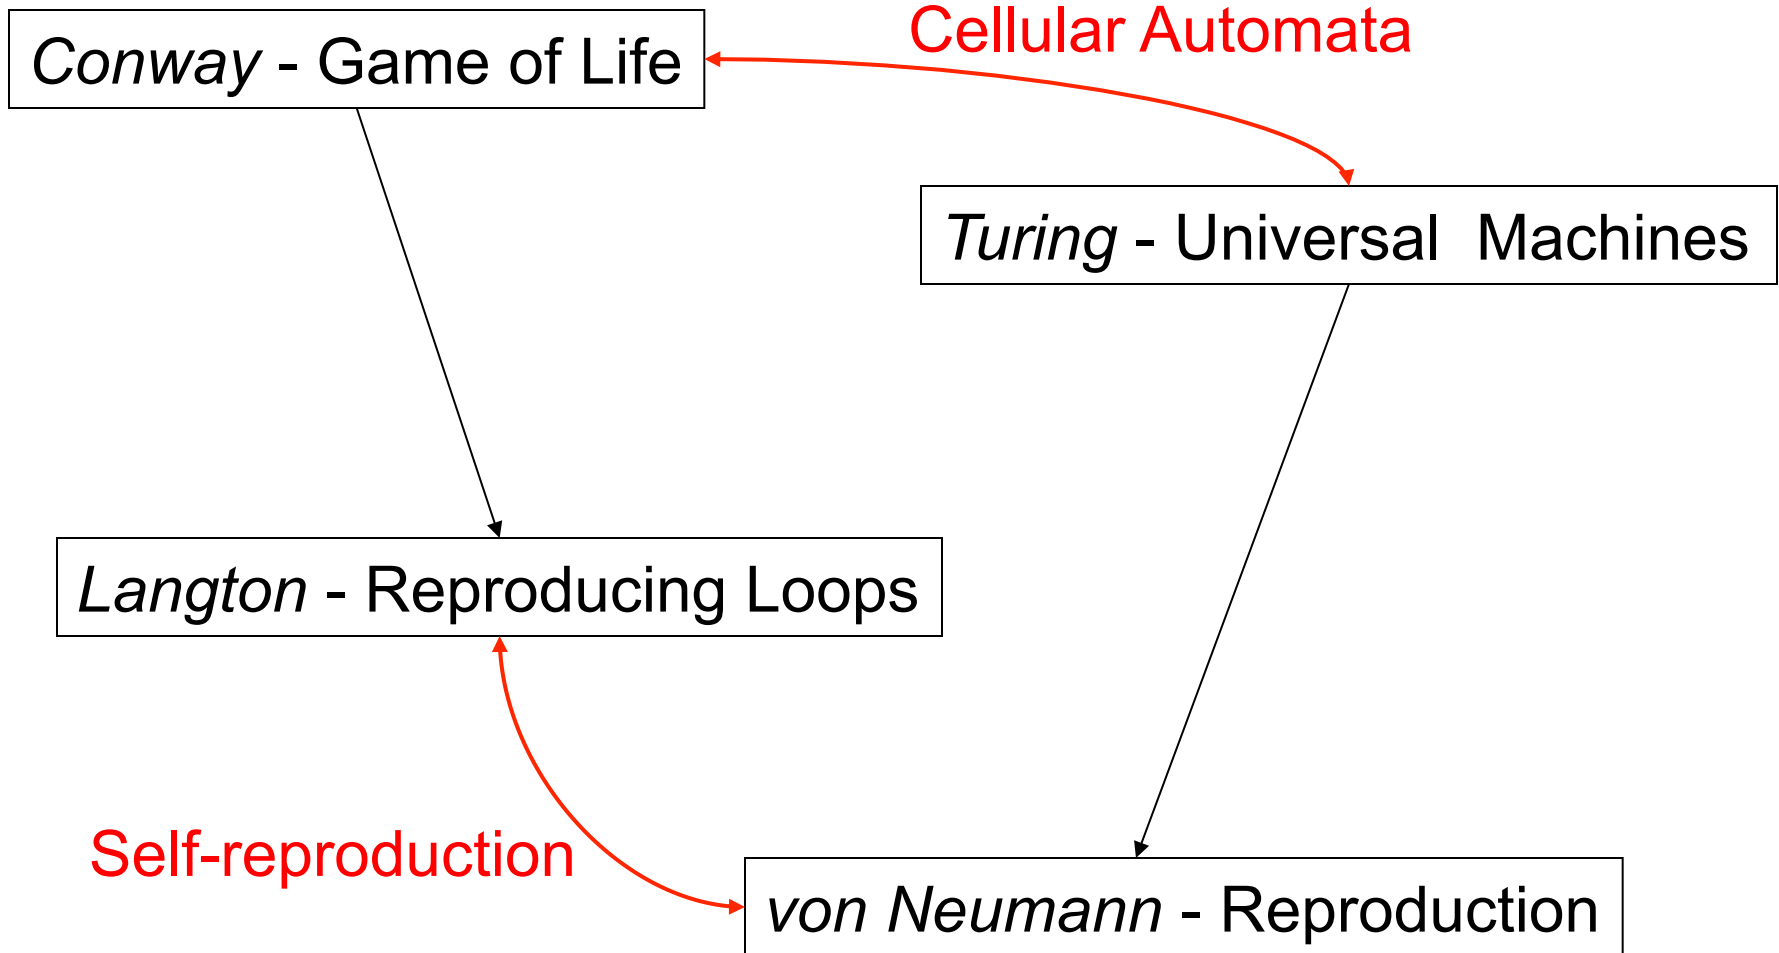 Cellular Automata
Conway - Game of Life
Turing - Universal  Machines
Langton - Reproducing Loops
Self-reproduction
von Neumann - Reproduction